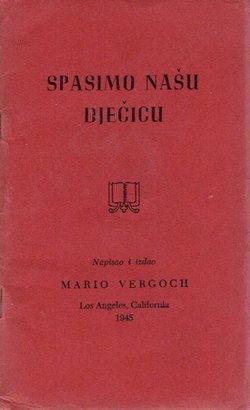 SPASIMO NAŠU
DJEČICU
Napisao i izdao
MARIO VERGOCH
Los Angeles, California
1945